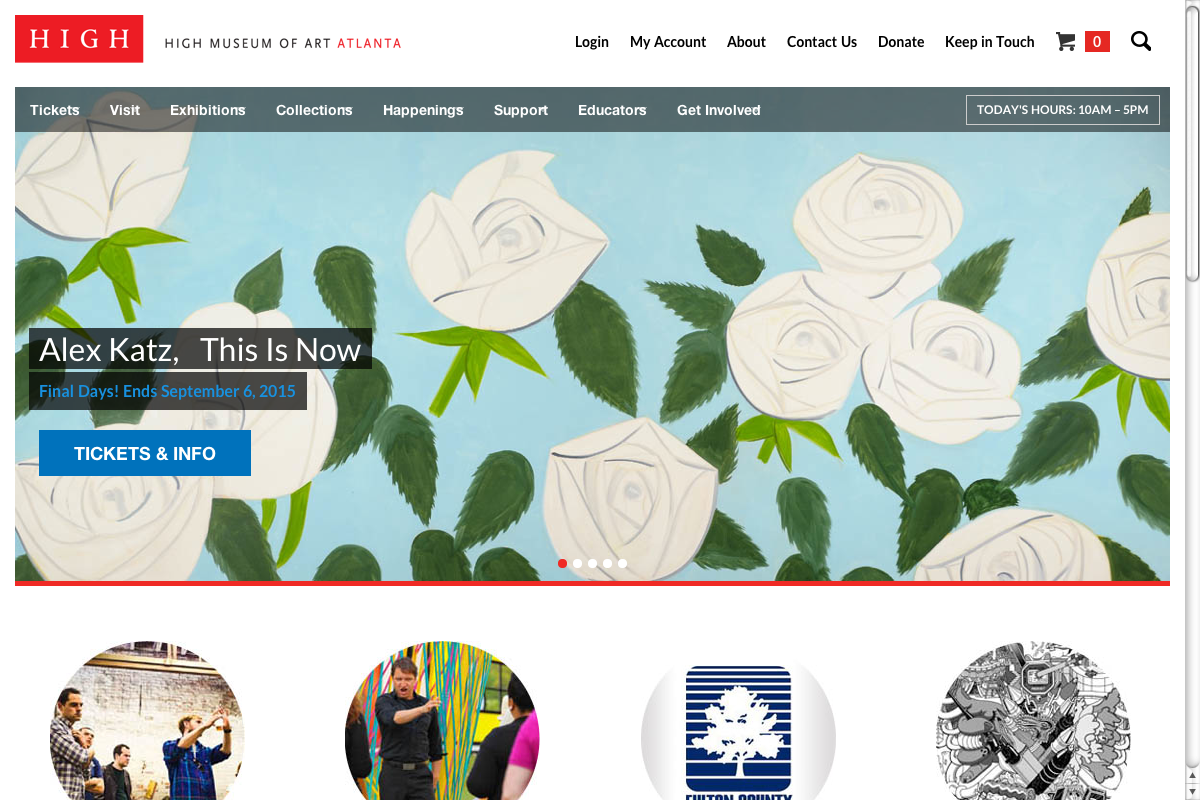 HIGH
HIGH MUSEUM OF ART ATLANTA
Login My Account About Contact Us Donate Keep in Touch 0
Tickets Visit Exhibitions Collections Happenings Support Educators Get Involved TODAY'S HOURS: 10AM – 5PM
Alex Katz, This Is Now
Final Days! Ends September 6, 2015
TICKETS & INFO
FULTON COUNTY